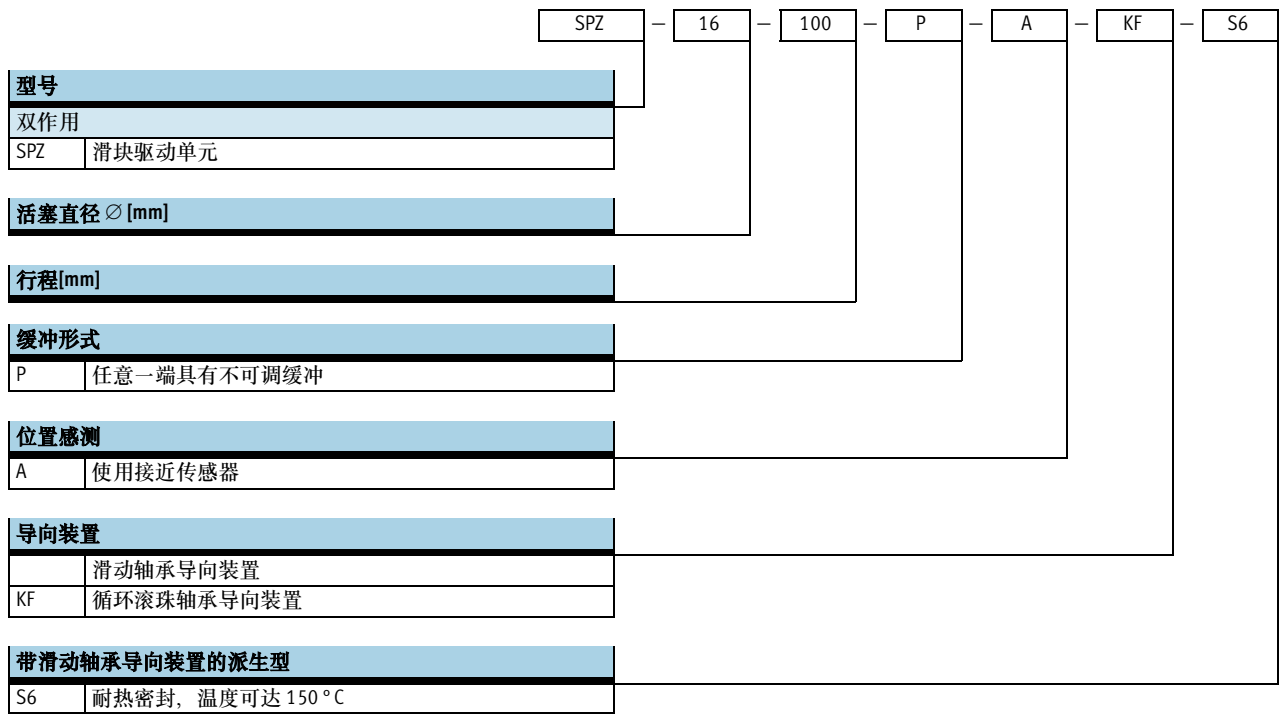 SPZ – 16 – 100 – P – A – KF – S6
型号
双作用
SPZ 滑块驱动单元
活塞直径 ∅ [mm]
行程[mm]
缓冲形式
P 任意一端具有不可调缓冲
位置感测
A 使用接近传感器
导向装置
滑动轴承导向装置
KF 循环滚珠轴承导向装置
带滑动轴承导向装置的派生型
S6 耐热密封，温度可达 150 °C